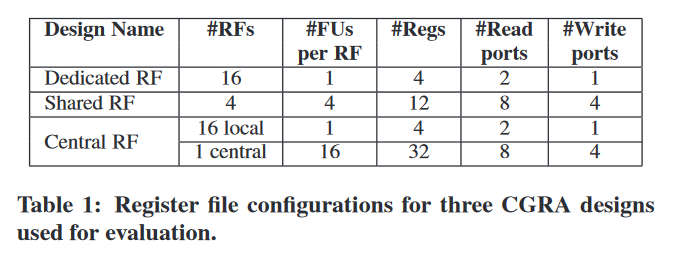 Design Name #RFs #FUs per RF #Regs #Read ports #Write ports
Dedicated RF 16 1 4 2 1
Shared RF 4 4 12 8 4
Central RF 16 local 1 4 2 1
1 central 16 32 8 4
Table 1: Register file configurations for three CGRA designs
used for evaluation.